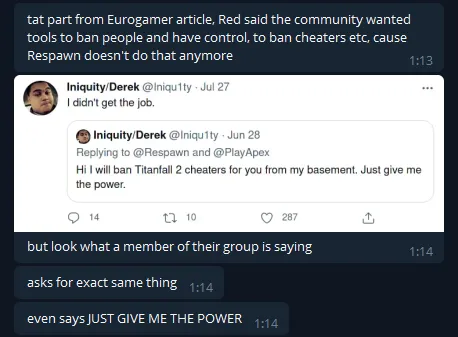 tat part from Eurogamer article, Red said the community wanted
tools to ban people and have control, to ban cheaters etc, cause
Respawn doesn't do that anymore
1:13
Iniquity/Derek @Iniqu1ty · Jul 27
I didn't get the job.
Iniquity/Derek @Iniqu1ty · Jun 28
Replying to @Respawn and @PlayApex
Hi I will ban Titanfall 2 cheaters for you from my basement. Just give me
the power.
14 10 287
but look what a member of their group is saying
1:14
asks for exact same thing 1:14
even says JUST GIVE ME THE POWER 1:14